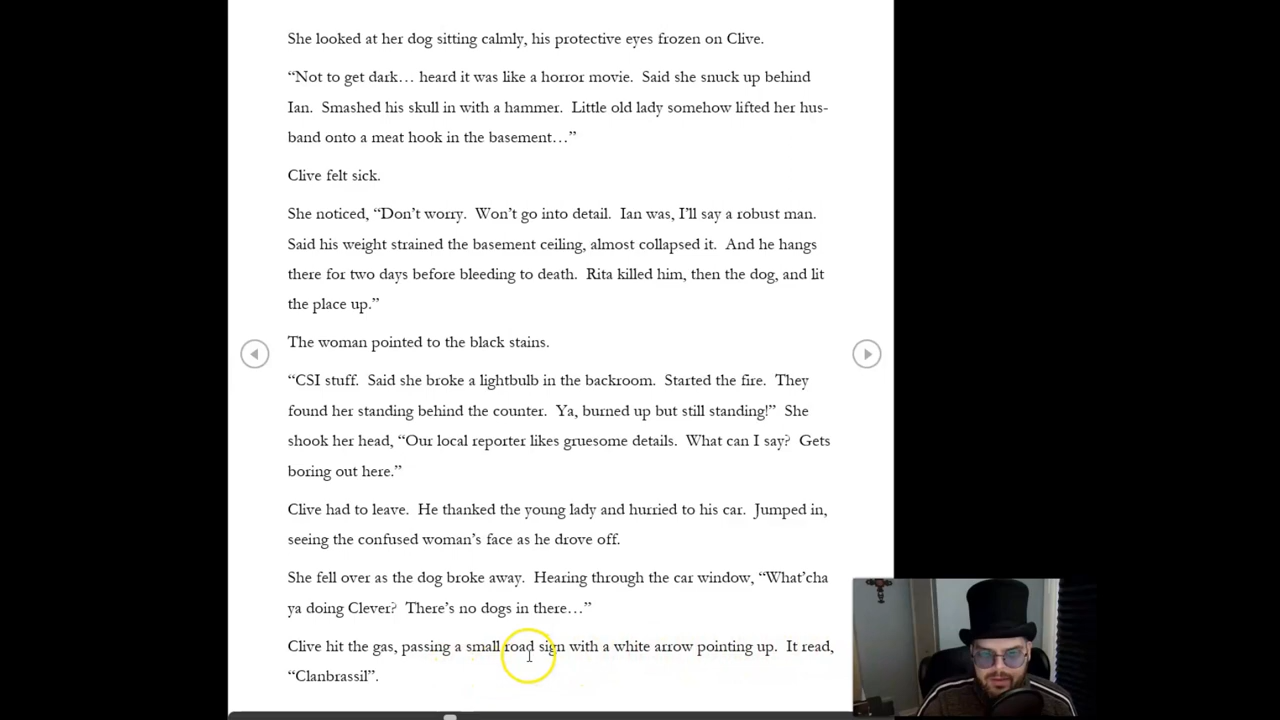 She looked at her dog sitting calmly, his protective eyes frozen on Clive.
“Not to get dark… heard it was like a horror movie.  Said she snuck up behind
Ian.  Smashed his skull in with a hammer.  Little old lady somehow lifted her hus-
band onto a meat hook in the basement…”
Clive felt sick.
She noticed, “Don’t worry.  Won’t go into detail.  Ian was, I’ll say a robust man.
Said his weight strained the basement ceiling, almost collapsed it.  And he hangs
there for two days before bleeding to death.  Rita killed him, then the dog, and lit
the place up.”
The woman pointed to the black stains.
“CSI stuff.  Said she broke a lightbulb in the backroom.  Started the fire.  They
found her standing behind the counter.  Ya, burned up but still standing!”  She
shook her head, “Our local reporter likes gruesome details.  What can I say?  Gets
boring out here.”
Clive had to leave.  He thanked the young lady and hurried to his car.  Jumped in,
seeing the confused woman’s face as he drove off.
She fell over as the dog broke away.  Hearing through the car window, “What’cha
ya doing Clever?  There’s no dogs in there…”
Clive hit the gas, passing a small road sign with a white arrow pointing up.  It read,
“Clanbrassil”.